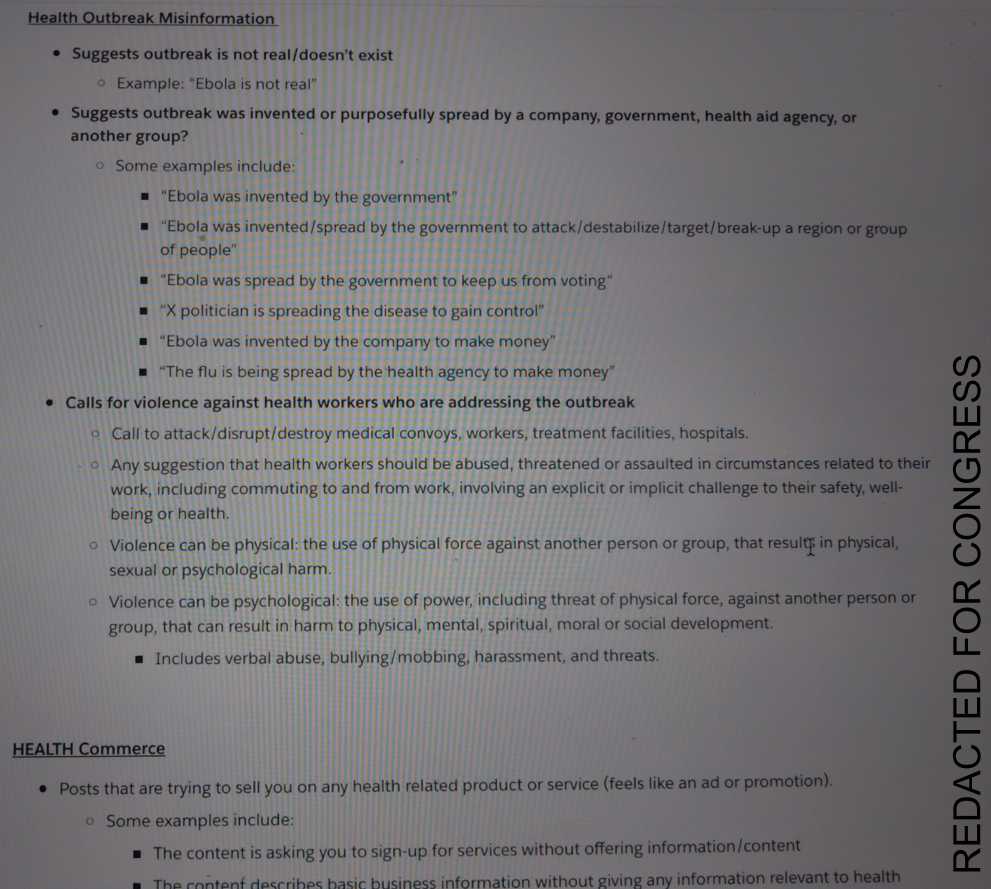 Health Outbreak Misinformation
• Suggests outbreak is not real/doesn't exist
○ Example: "Ebola is not real"
• Suggests outbreak was invented or purposefully spread by a company, government, health aid agency, or
another group?
○ Some examples include:
■ "Ebola was invented by the government"
■ "Ebola was invented/spread by the government to attack/destabilize/target/break-up a region or group
of people"
■ "Ebola was spread by the government to keep us from voting"
■ "X politician is spreading the disease to gain control"
■ "Ebola was invented by the company to make money"
■ "The flu is being spread by the health agency to make money"
• Calls for violence against health workers who are addressing the outbreak
○ Call to attack/disrupt/destroy medical convoys, workers, treatment facilities, hospitals.
○ Any suggestion that health workers should be abused, threatened or assaulted in circumstances related to their
work, including commuting to and from work, involving an explicit or implicit challenge to their safety, well-
being or health.
○ Violence can be physical: the use of physical force against another person or group, that results in physical,
sexual or psychological harm.
○ Violence can be psychological: the use of power, including threat of physical force, against another person or
group, that can result in harm to physical, mental, spiritual, moral or social development.
■ Includes verbal abuse, bullying/mobbing, harassment, and threats.
HEALTH Commerce
• Posts that are trying to sell you on any health related product or service (feels like an ad or promotion).
○ Some examples include:
■ The content is asking you to sign-up for services without offering information/content
■ The content describes basic business information without giving any information relevant to health
REDACTED FOR CONGRESS